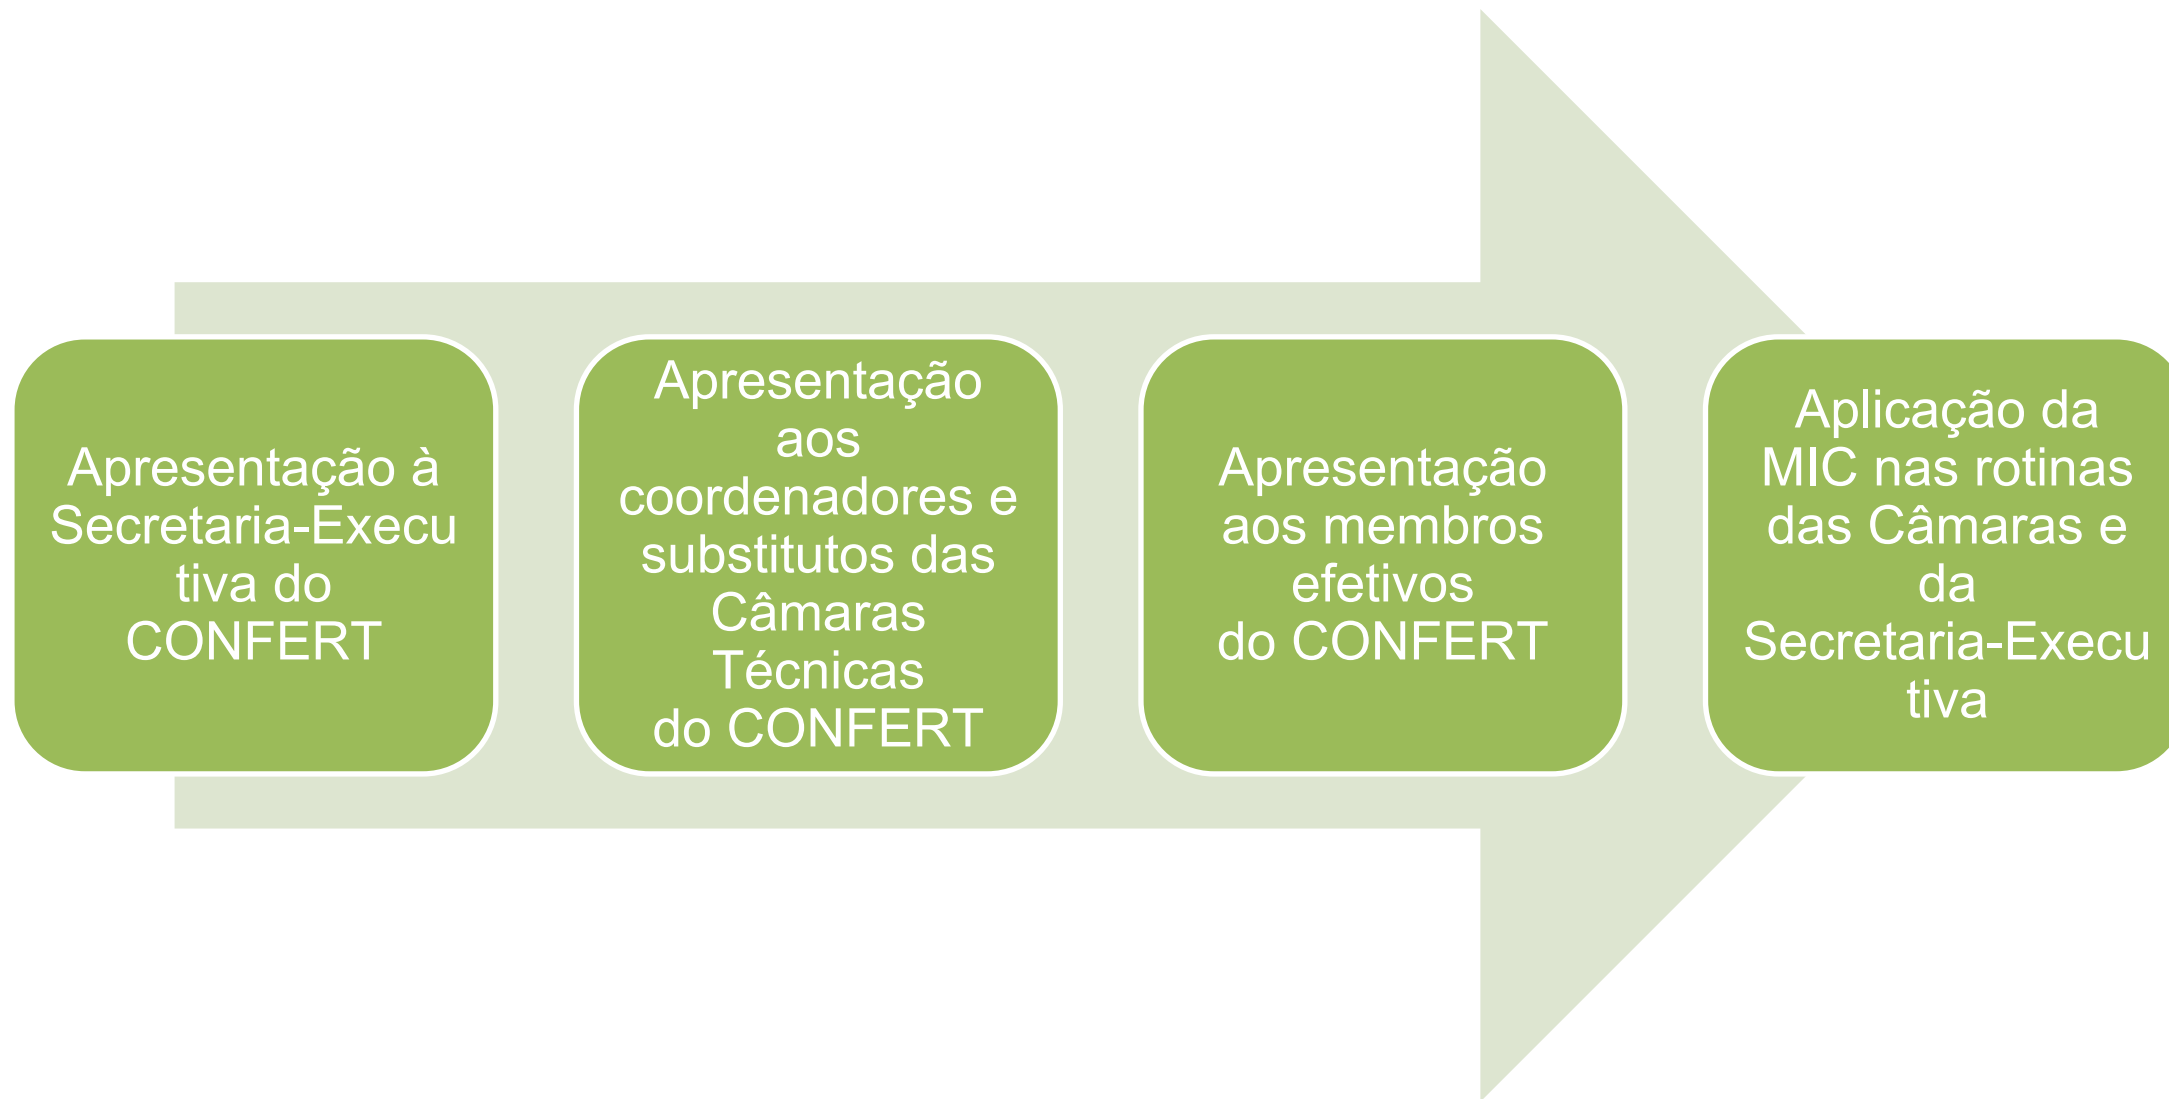 Apresentação à
Secretaria-Execu
tiva do
CONFERT
Apresentação
aos
coordenadores e
substitutos das
Câmaras
Técnicas
do CONFERT
Apresentação
aos membros
efetivos
do CONFERT
Aplicação da
MIC nas rotinas
das Câmaras e
da
Secretaria-Execu
tiva